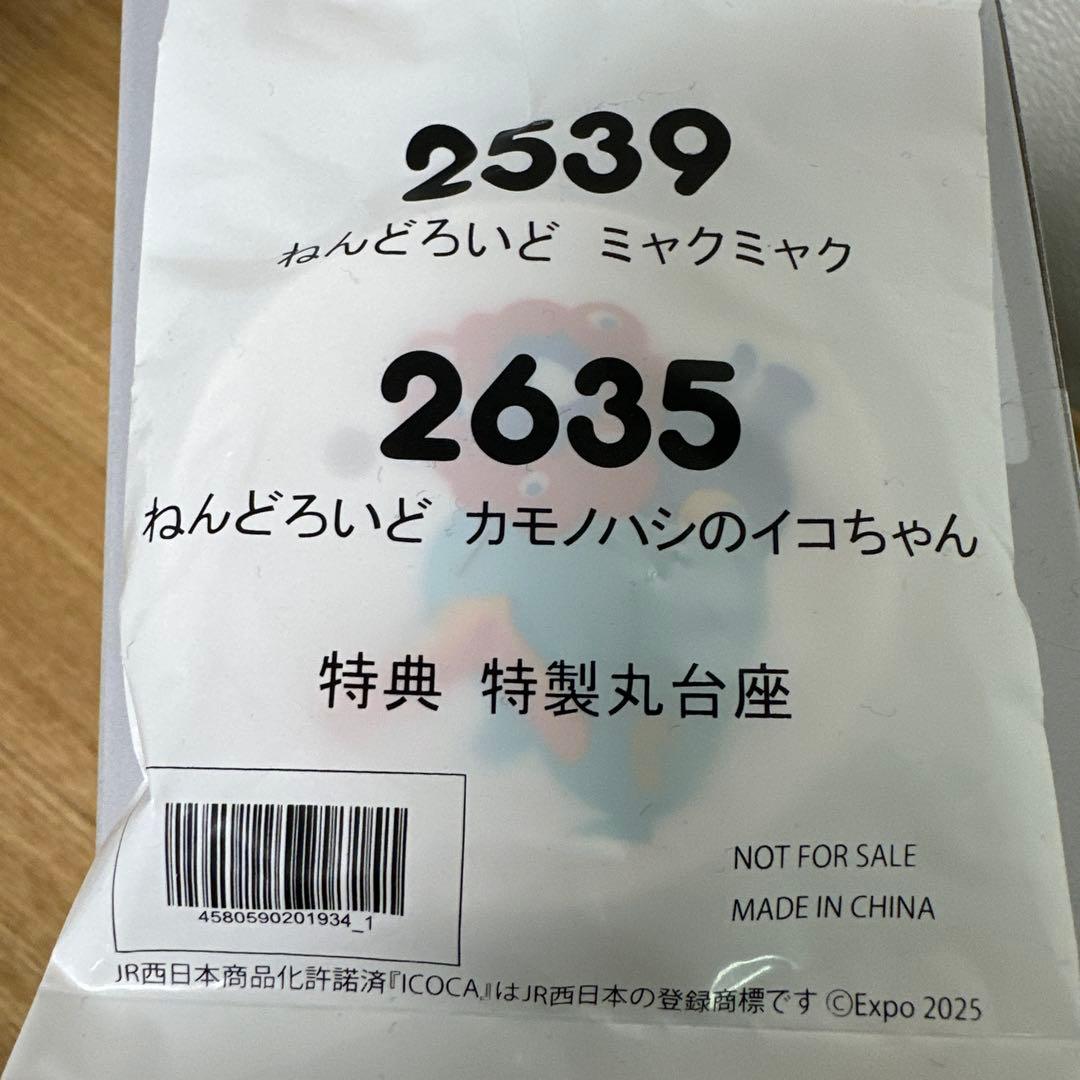 2539
ねんどろいど ミャクミャク
2635
ねんどろいど カモノハシのイコちゃん
特典 特製丸台座
4580590201934_1
NOT FOR SALE
MADE IN CHINA
JR西日本商品化許諾済『ICOCA』はJR西日本の登録商標です ©Expo 2025